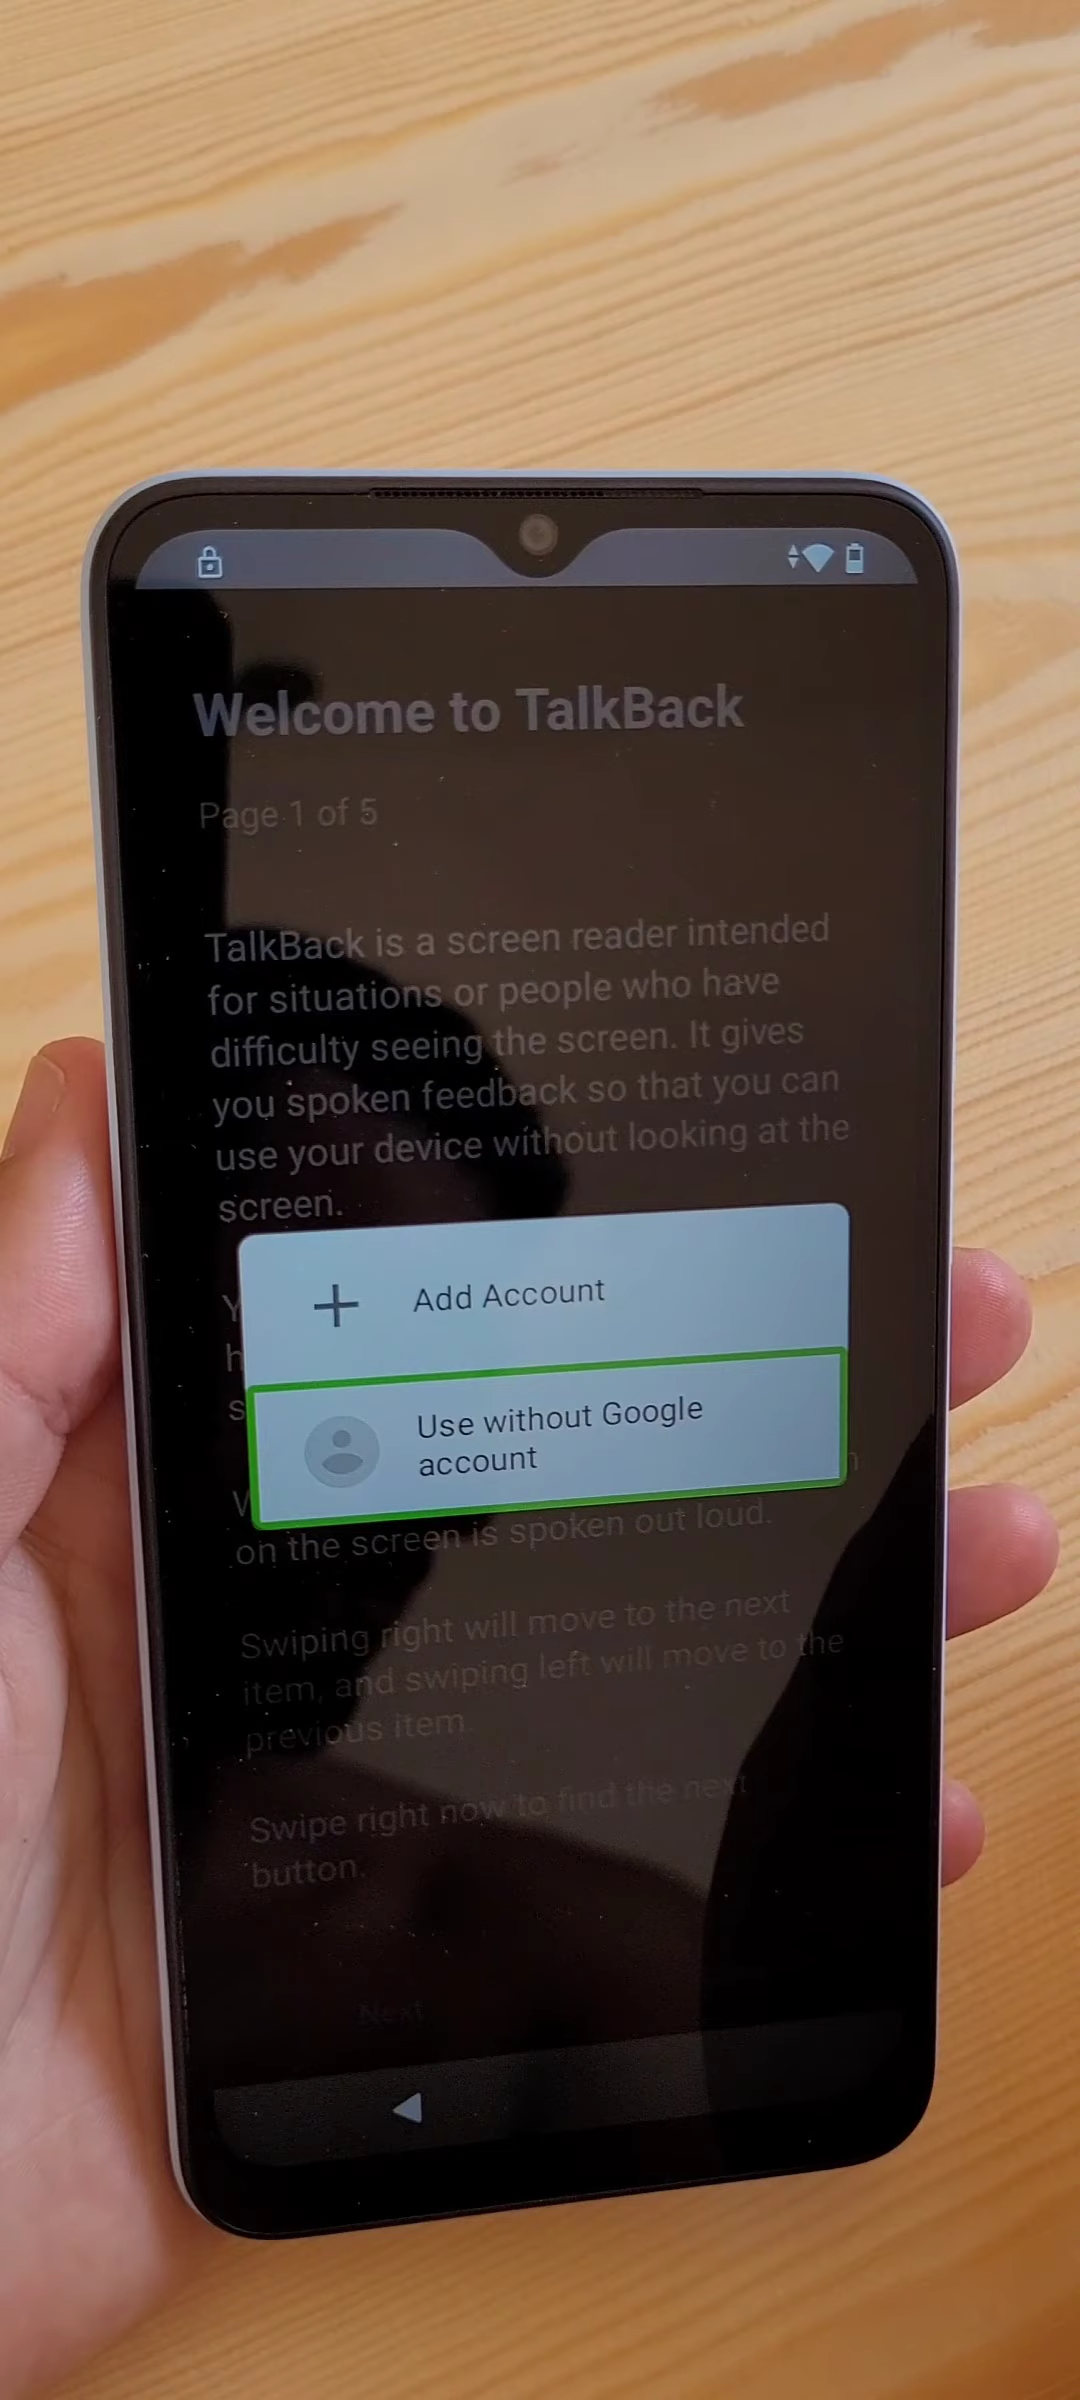 Welcome to TalkBack
Page 1 of 5
TalkBack is a screen reader intended
for situations or people who have
difficulty seeing the screen. It gives
you spoken feedback so that you can
use your device without looking at the
screen.
Add Account
Use without Google
account
on the screen is spoken out loud.
Swiping right will move to the next
item, and swiping left will move to the
previous item.
Swipe right now to find the next
button.
Next